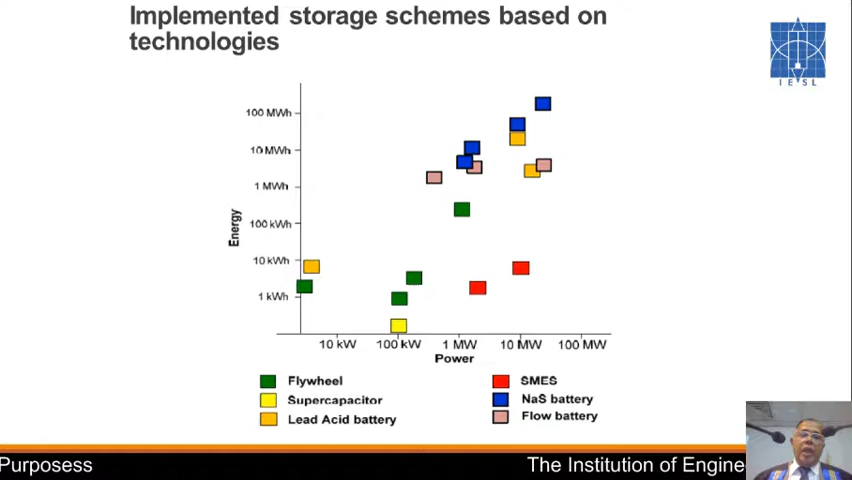 Implemented storage schemes based on
technologies
IESL
100 MWh
10 MWh
1 MWh
100 kWh
10 kWh
1 kWh
Energy
10 kW
100 kW
1 MW
10 MW
100 MW
Power
Flywheel
Supercapacitor
Lead Acid battery
SMES
NaS battery
Flow battery
Purposess
The Institution of Enginee